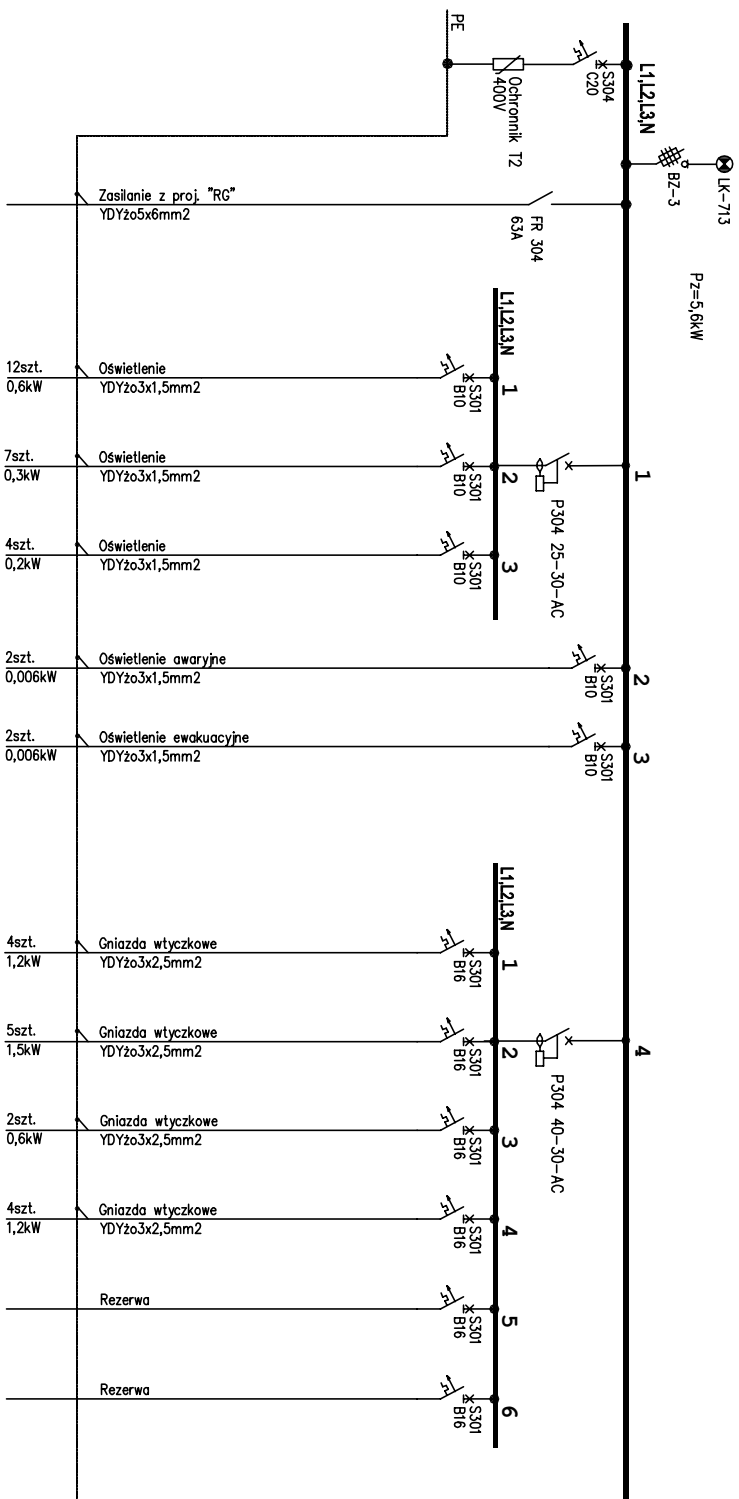 PE
L1,L2,L3,N
S304
C20
Ochronnik T2
400V
LK-713
BZ-3
Pz=5,6kW
Zasilanie z proj. "RG"
YDYżo5x6mm2
FR 304
63A
L1,L2,L3,N
12szt.
0,6kW
Oświetlenie
YDYżo3x1,5mm2
S301
B10
1
7szt.
0,3kW
Oświetlenie
YDYżo3x1,5mm2
S301
B10
2
P304 25-30-AC
1
4szt.
0,2kW
Oświetlenie
YDYżo3x1,5mm2
S301
B10
3
2szt.
0,006kW
Oświetlenie awaryjne
YDYżo3x1,5mm2
S301
B10
2
2szt.
0,006kW
Oświetlenie ewakuacyjne
YDYżo3x1,5mm2
S301
B10
3
L1,L2,L3,N
4szt.
1,2kW
Gniazda wtyczkowe
YDYżo3x2,5mm2
S301
B16
1
5szt.
1,5kW
Gniazda wtyczkowe
YDYżo3x2,5mm2
S301
B16
2
P304 40-30-AC
4
2szt.
0,6kW
Gniazda wtyczkowe
YDYżo3x2,5mm2
S301
B16
3
4szt.
1,2kW
Gniazda wtyczkowe
YDYżo3x2,5mm2
S301
B16
4
Rezerwa
S301
B16
5
Rezerwa
S301
B16
6